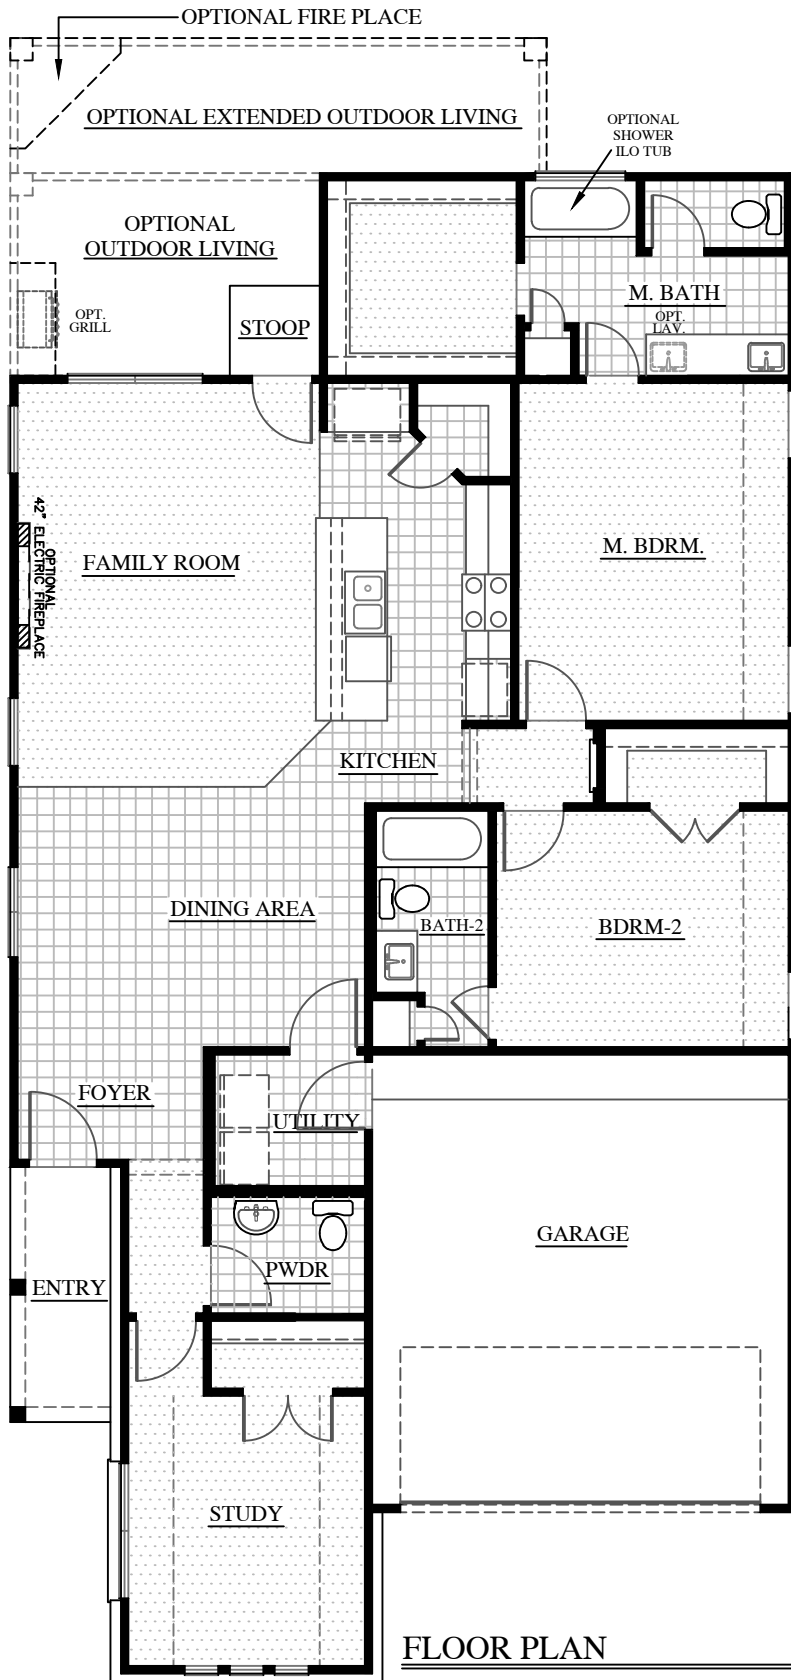 OPTIONAL FIRE PLACE
OPTIONAL EXTENDED OUTDOOR LIVING
OPTIONAL
SHOWER
ILO TUB
OPTIONAL
OUTDOOR LIVING
OPT.
GRILL
STOOP
M. BATH
OPT.
LAV.
42" ELECTRIC FIREPLACE
OPTIONAL
FAMILY ROOM
M. BDRM.
KITCHEN
DINING AREA
BATH-2
BDRM-2
FOYER
UTILITY
GARAGE
PWDR
ENTRY
STUDY
FLOOR PLAN